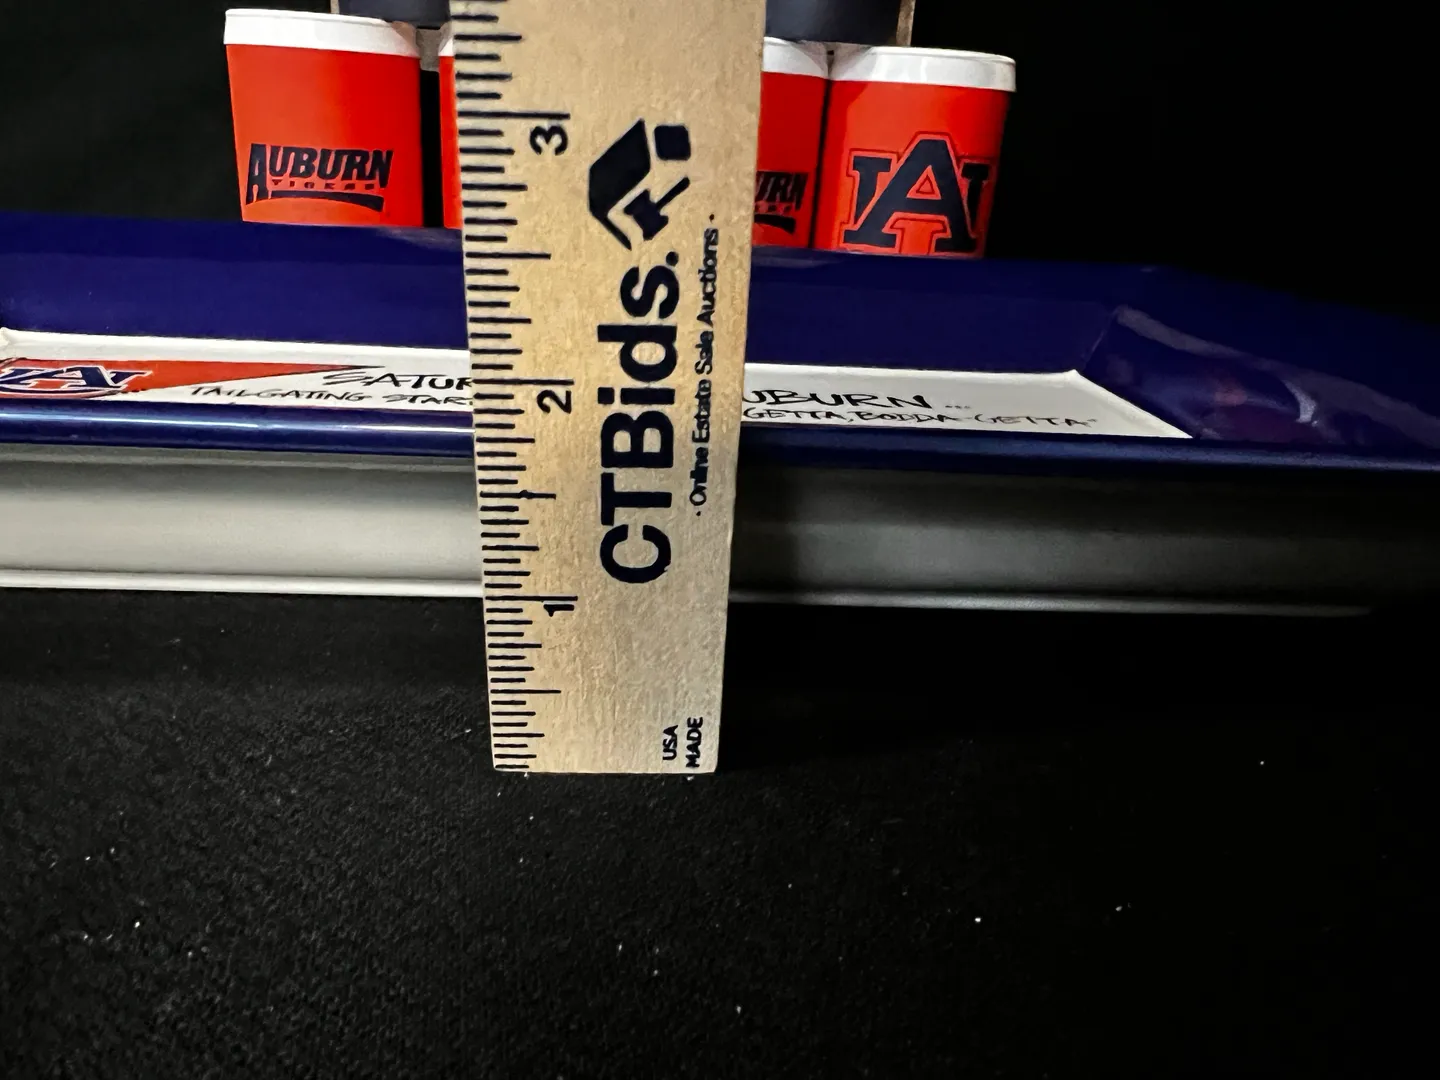 AUBURN
TIGERS
AU
3
2
1
CTBids.
· Online Estate Sale Auctions ·
USA
MADE
AU
TAILGATING STAR
UBURN...
GETTA, BODDA-GETTA"